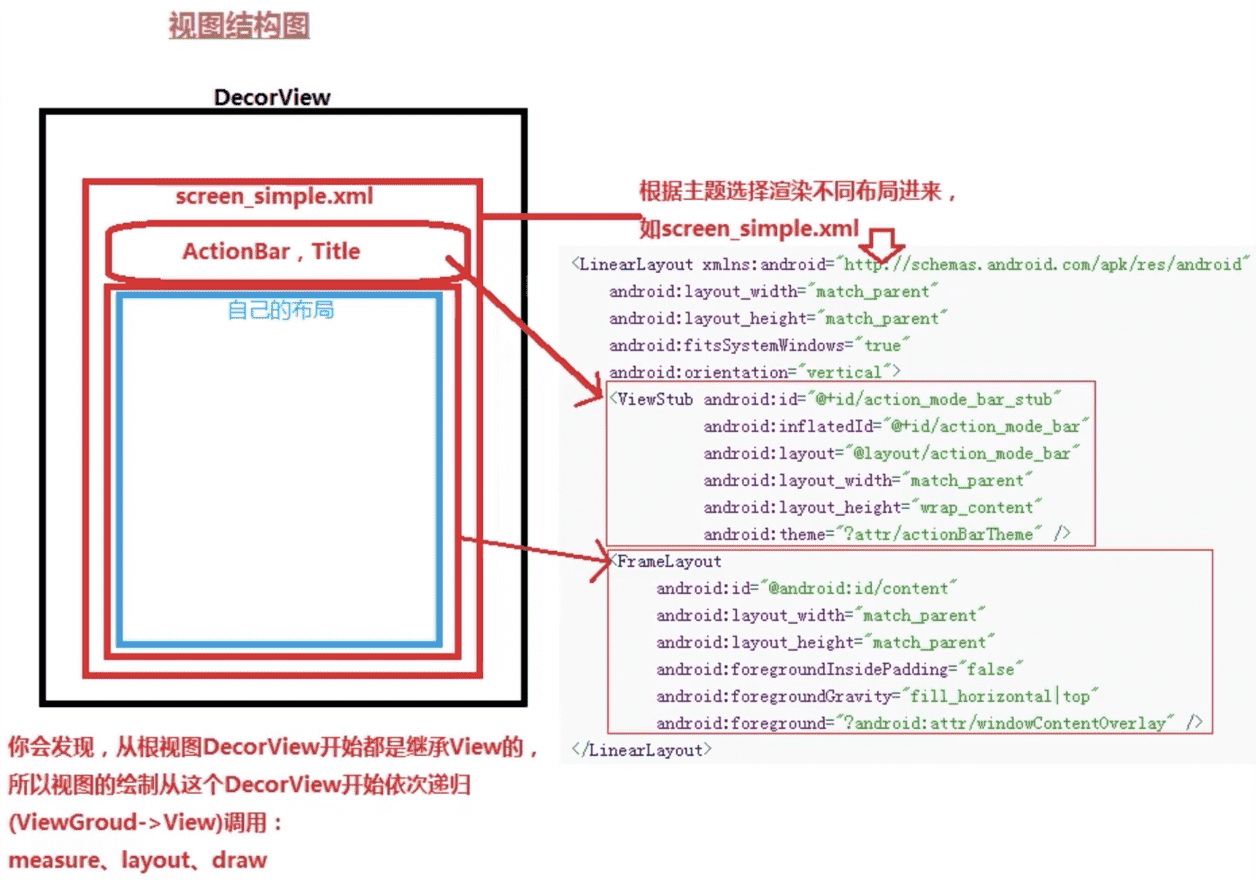 视图结构图
DecorView
screen_simple.xml
ActionBar，Title
自己的布局
根据主题选择渲染不同布局进来，
如screen_simple.xml
<LinearLayout xmlns:android="http://schemas.android.com/apk/res/android"
    android:layout_width="match_parent"
    android:layout_height="match_parent"
    android:fitsSystemWindows="true"
    android:orientation="vertical">
    <ViewStub android:id="@+id/action_mode_bar_stub"
              android:inflatedId="@+id/action_mode_bar"
              android:layout="@layout/action_mode_bar"
              android:layout_width="match_parent"
              android:layout_height="wrap_content"
              android:theme="?attr/actionBarTheme" />
    <FrameLayout
         android:id="@android:id/content"
         android:layout_width="match_parent"
         android:layout_height="match_parent"
         android:foregroundInsidePadding="false"
         android:foregroundGravity="fill_horizontal|top"
         android:foreground="?android:attr/windowContentOverlay" />
</LinearLayout>
你会发现，从根视图DecorView开始都是继承View的，
所以视图的绘制从这个DecorView开始依次递归
(ViewGroud->View)调用：
measure、layout、draw